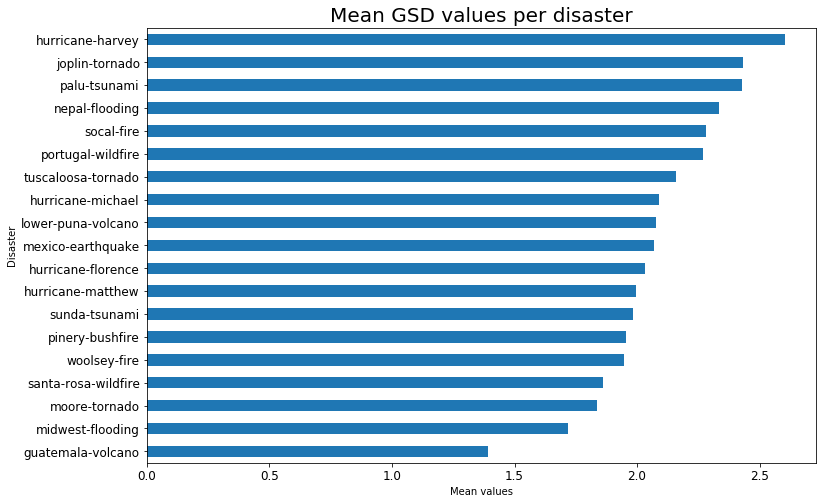 Mean GSD values per disaster
hurricane-harvey
joplin-tornado
palu-tsunami
nepal-flooding
socal-fire
portugal-wildfire
tuscaloosa-tornado
hurricane-michael
lower-puna-volcano
mexico-earthquake
hurricane-florence
hurricane-matthew
sunda-tsunami
pinery-bushfire
woolsey-fire
santa-rosa-wildfire
moore-tornado
midwest-flooding
guatemala-volcano
Disaster
0.0 0.5 1.0 1.5 2.0 2.5
Mean values